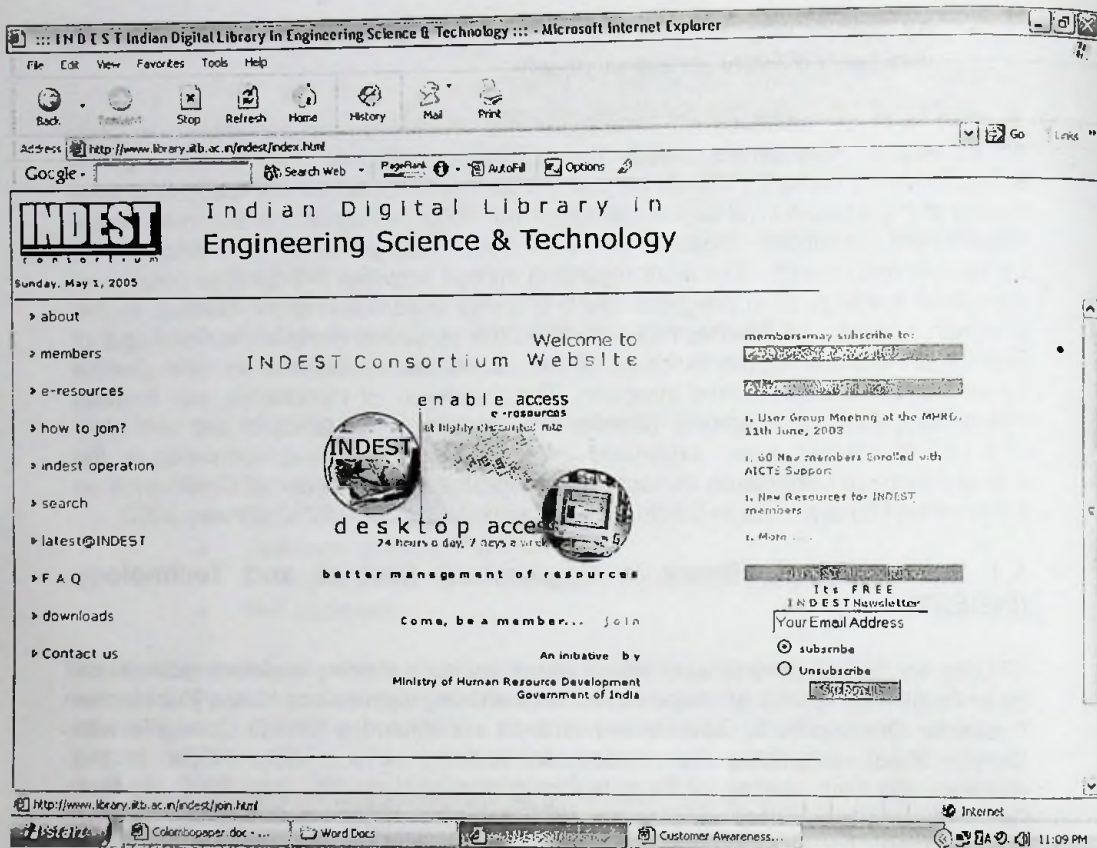 ::: I N D E S T Indian Digital Library In Engineering Science & Technology ::: - Microsoft Internet Explorer
File Edit View Favorites Tools Help
Back Stop Refresh Home History Mail Print
Address http://www.library.iitb.ac.in/indest/index.html Go Links »
Google - Search Web PageRank AutoFill Options
INDEST
consortium
Indian Digital Library in
Engineering Science & Technology
Sunday, May 1, 2005
about
members
e-resources
how to join?
indest operation
search
latest@INDEST
F A Q
downloads
Contact us
Welcome to
INDEST Consortium Website
enable access
e-resources
at highly discounted rate
INDEST
desktop access
24 hours a day, 7 days a week
better management of resources
Come, be a member... Join
An initiative by
Ministry of Human Resource Development
Government of India
members may subscribe to:
1. User Group Meeting at the
11th June, 2003
1. 60 New members Enrolled with
AICTE Support
1. New Resources for INDEST
members
1. More ...
Its FREE
INDEST Newsletter
Your Email Address
subscribe
Unsubscribe
http://www.library.iitb.ac.in/indest/join.html Internet
start Colombopaper.doc - ... Word Docs Customer Awareness... 11:09 PM